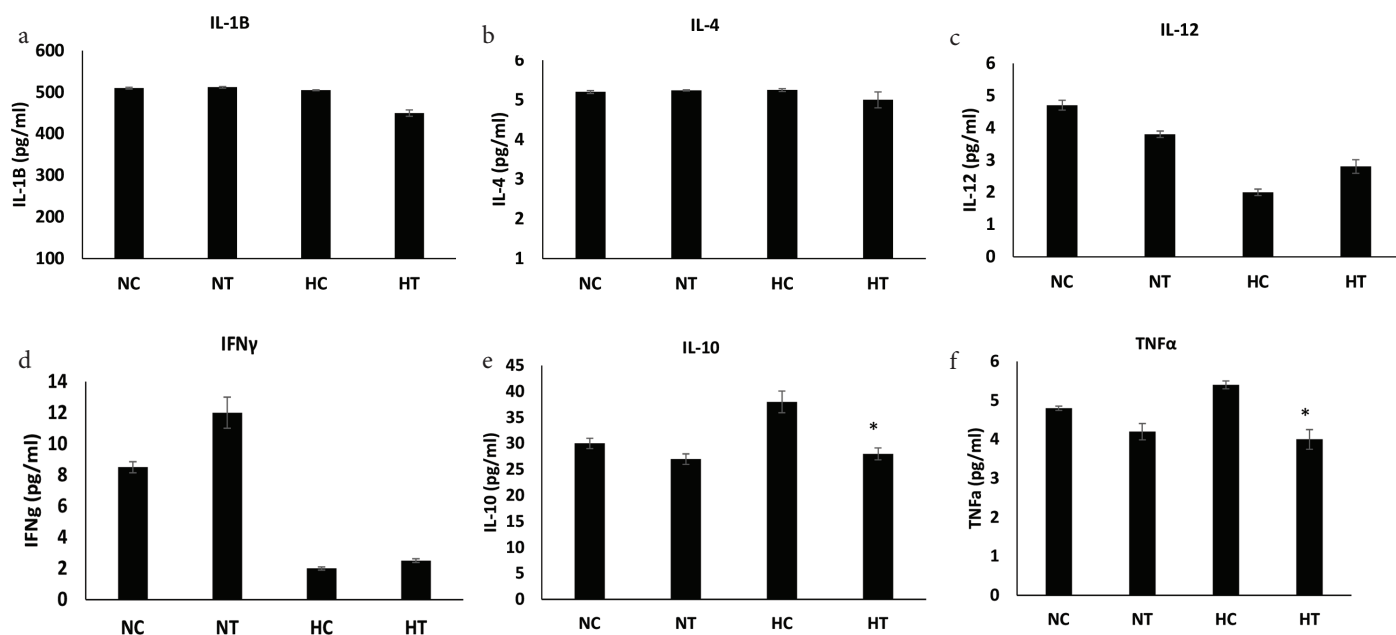 a
IL-1B
600
500
400
300
200
100
IL-1B (pg/ml)
NC NT HC HT
b
IL-4
6
5
4
3
2
1
IL-4 (pg/ml)
NC NT HC HT
c
IL-12
6
5
4
3
2
1
0
IL-12 (pg/ml)
NC NT HC HT
d
IFNγ
14
12
10
8
6
4
2
0
IFNg (pg/ml)
NC NT HC HT
e
IL-10
45
40
35
30
25
20
15
10
5
0
IL-10 (pg/ml)
*
NC NT HC HT
f
TNFα
6
5
4
3
2
1
0
TNFa (pg/ml)
*
NC NT HC HT